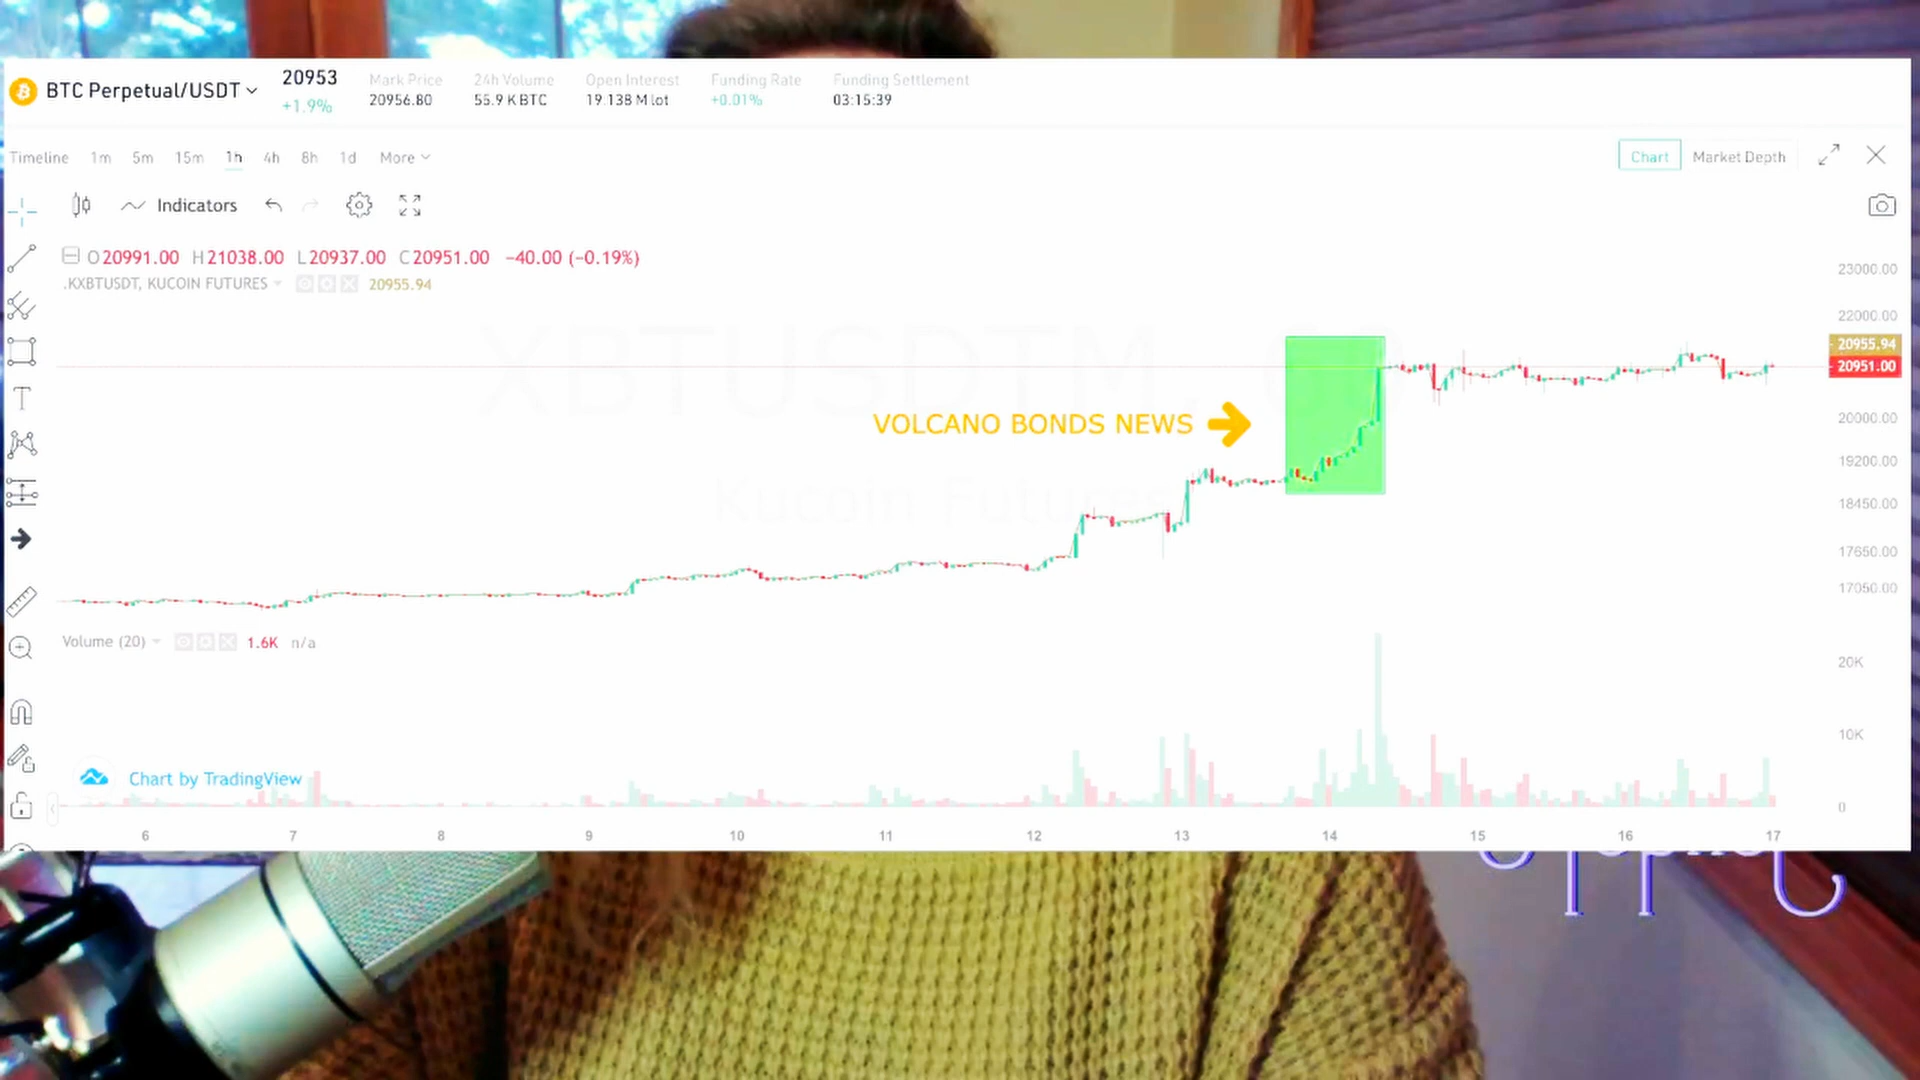 BTC Perpetual/USDT
20953
+1.9%
Mark Price
20956.80
24h Volume
55.9 K BTC
Open Interest
19.138 M lot
Funding Rate
+0.01%
Funding Settlement
03:15:39
Timeline 1m 5m 15m 1h 4h 8h 1d More
Chart Market Depth
Indicators
O 20991.00 H 21038.00 L 20937.00 C 20951.00 −40.00 (−0.19%)
.KXBTUSDT, KUCOIN FUTURES 20955.94
XBTUSDTM, 60
Kucoin Futures
VOLCANO BONDS NEWS
23000.00
22000.00
20955.94
20951.00
20000.00
19200.00
18450.00
17650.00
17050.00
Volume (20) 1.6K n/a
20K
10K
0
Chart by TradingView
6 7 8 9 10 11 12 13 14 15 16 17